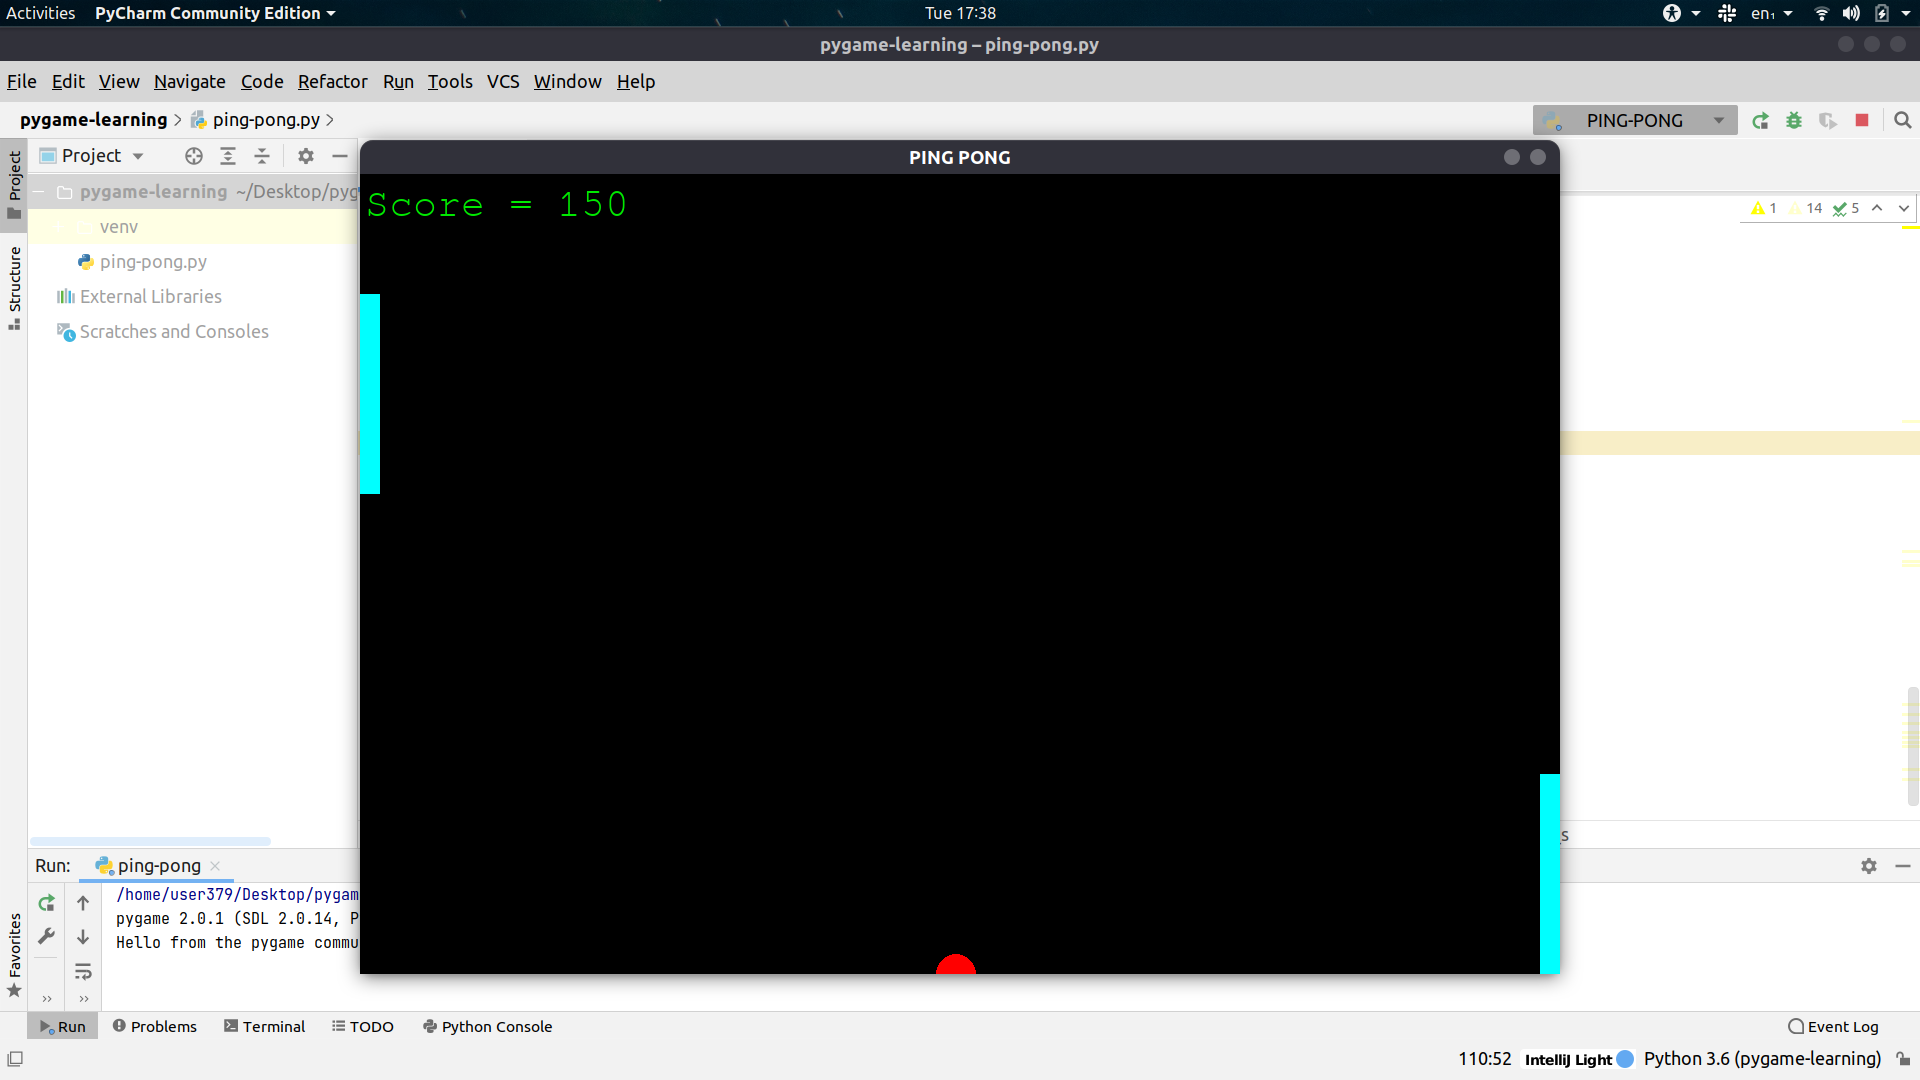 Activities PyCharm Community Edition Tue 17:38 en₁
pygame-learning – ping-pong.py
File Edit View Navigate Code Refactor Run Tools VCS Window Help
pygame-learning ping-pong.py PING-PONG
Project Project PING PONG
pygame-learning ~/Desktop/pyg Score = 150 1 14 5
venv
ping-pong.py
Structure
External Libraries
Scratches and Consoles
s
Run: ping-pong
/home/user379/Desktop/pygam
pygame 2.0.1 (SDL 2.0.14, P
Hello from the pygame commu
Favorites
Run Problems Terminal TODO Python Console Event Log
110:52 IntelliJ Light Python 3.6 (pygame-learning)